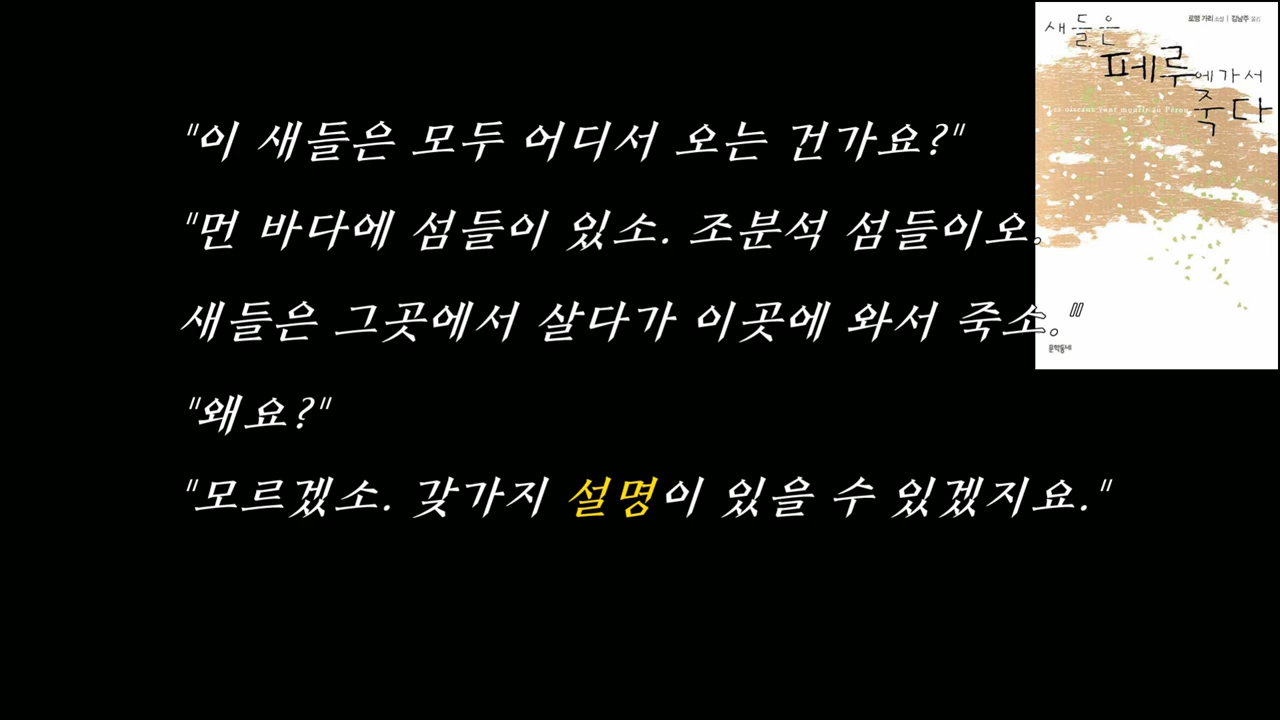 새들은
로맹 가리 소설 | 김남주 옮김
페루에가서
Les oiseaux vont mourir au Pérou
죽다
"이 새들은 모두 어디서 오는 건가요?"
"먼 바다에 섬들이 있소. 조분석 섬들이오.
새들은 그곳에서 살다가 이곳에 와서 죽소."
문학동네
"왜요?"
"모르겠소. 갖가지 설명이 있을 수 있겠지요."